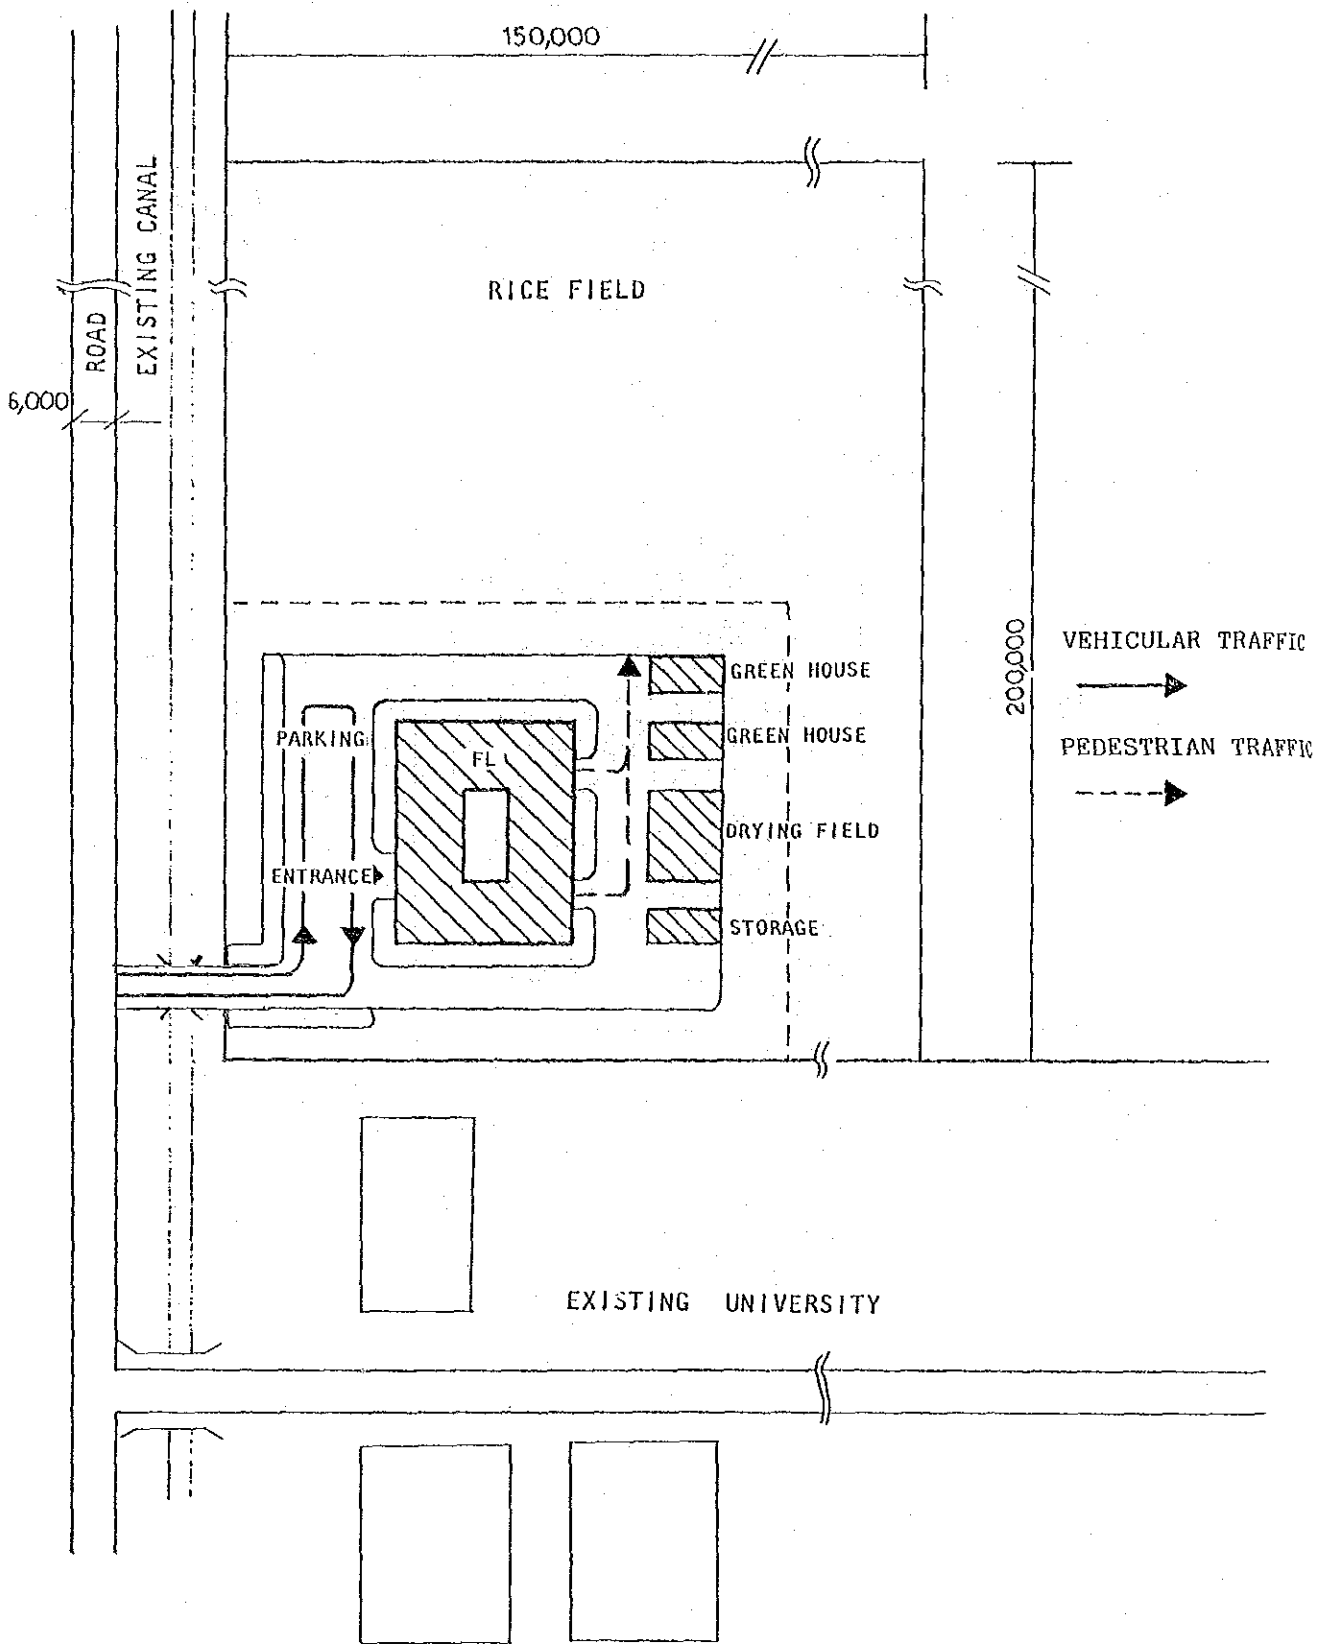 150,000
EXISTING CANAL
ROAD
RICE FIELD
6,000
200,000
VEHICULAR TRAFFIC
PEDESTRIAN TRAFFIC
GREEN HOUSE
PARKING
GREEN HOUSE
FL
DRYING FIELD
ENTRANCE
STORAGE
EXISTING UNIVERSITY